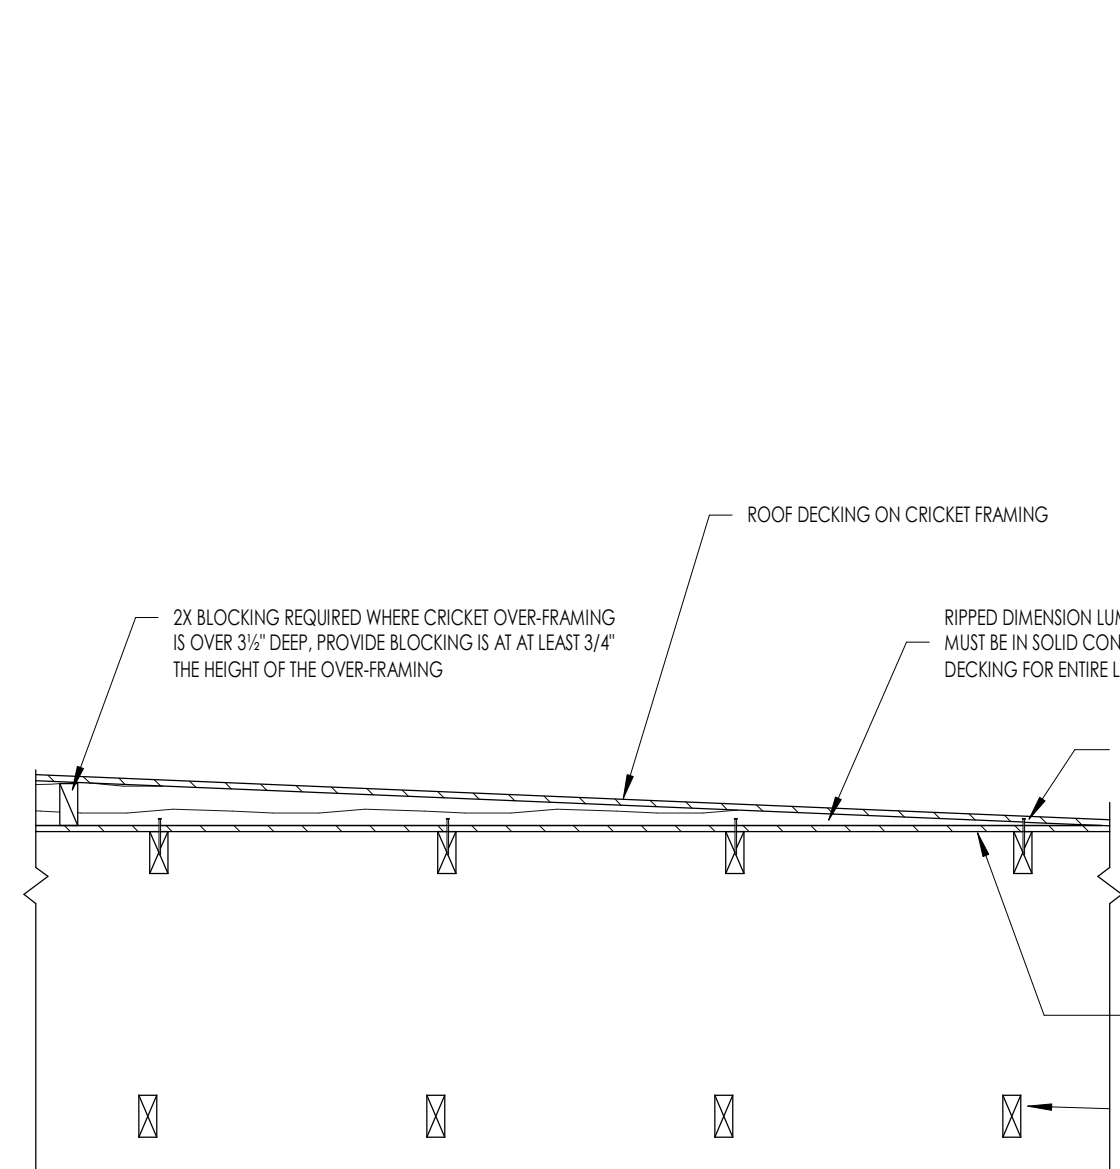 ROOF DECKING ON CRICKET FRAMING
2X BLOCKING REQUIRED WHERE CRICKET OVER-FRAMING
IS OVER 3½" DEEP, PROVIDE BLOCKING IS AT AT LEAST 3/4"
THE HEIGHT OF THE OVER-FRAMING
RIPPED DIMENSION
MUST BE IN SOLID
DECKING FOR ENTIRE